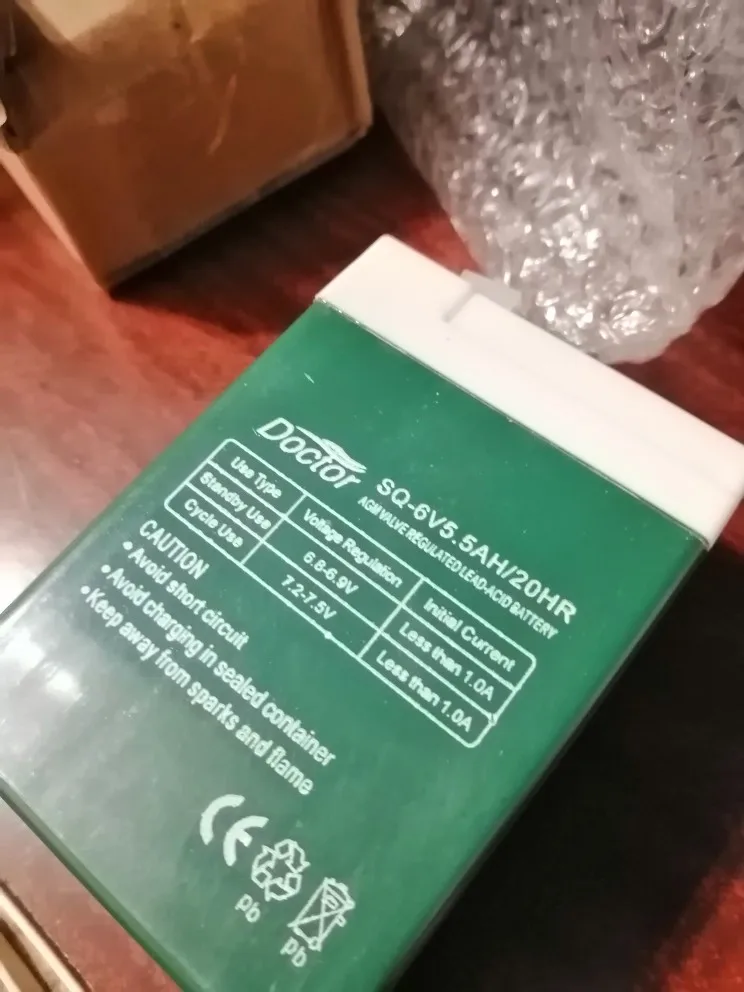 Doctor
SQ-6V5.5AH/20HR
AGM VALVE REGULATED LEAD-ACID BATTERY
Use Type Voltage Regulation Initial Current
Standby Use 6.8-6.9V Less than 1.0A
Cycle Use 7.2-7.5V Less than 1.0A
CAUTION
• Avoid short circuit
• Avoid charging in sealed container
• Keep away from sparks and flame
CE
Pb Pb